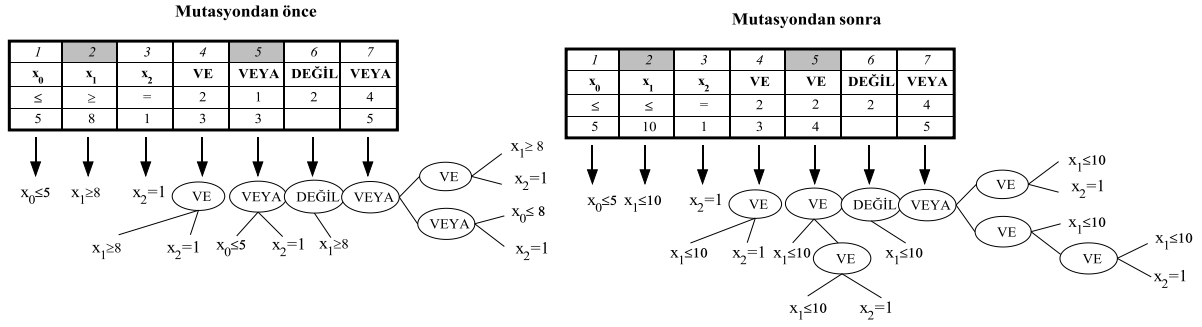 Mutasyondan önce
1 2 3 4 5 6 7
x0 x1 x2 VE VEYA DEĞİL VEYA
≤ ≥ = 2 1 2 4
5 8 1 3 3 5
x0≤5 x1≥8 x2=1 VE VEYA DEĞİL VEYA
VE
x1≥8
x2=1
VEYA
x0≤8
x2=1
x1≥8 x2=1 x0≤5 x2=1 x1≥8
Mutasyondan sonra
1 2 3 4 5 6 7
x0 x1 x2 VE VE DEĞİL VEYA
≤ ≤ = 2 2 2 4
5 10 1 3 4 5
x0≤5 x1≤10 x2=1 VE VE DEĞİL VEYA
VE
x1≤10
x2=1
VE
x1≤10
VE
x1≤10
x2=1
x1≤10 x2=1 x1≤10 VE x1≤10
x1≤10 x2=1